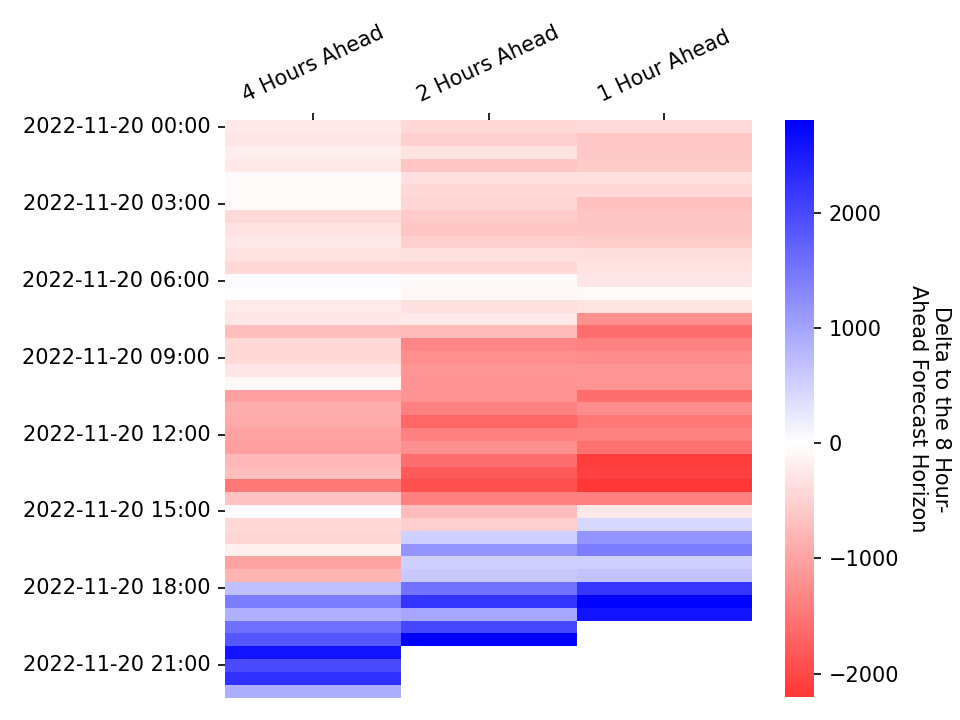 4 Hours Ahead
2 Hours Ahead
1 Hour Ahead
2022-11-20 00:00
2022-11-20 03:00
2022-11-20 06:00
2022-11-20 09:00
2022-11-20 12:00
2022-11-20 15:00
2022-11-20 18:00
2022-11-20 21:00
2000
1000
0
−1000
−2000
Delta to the 8 Hour-
Ahead Forecast Horizon